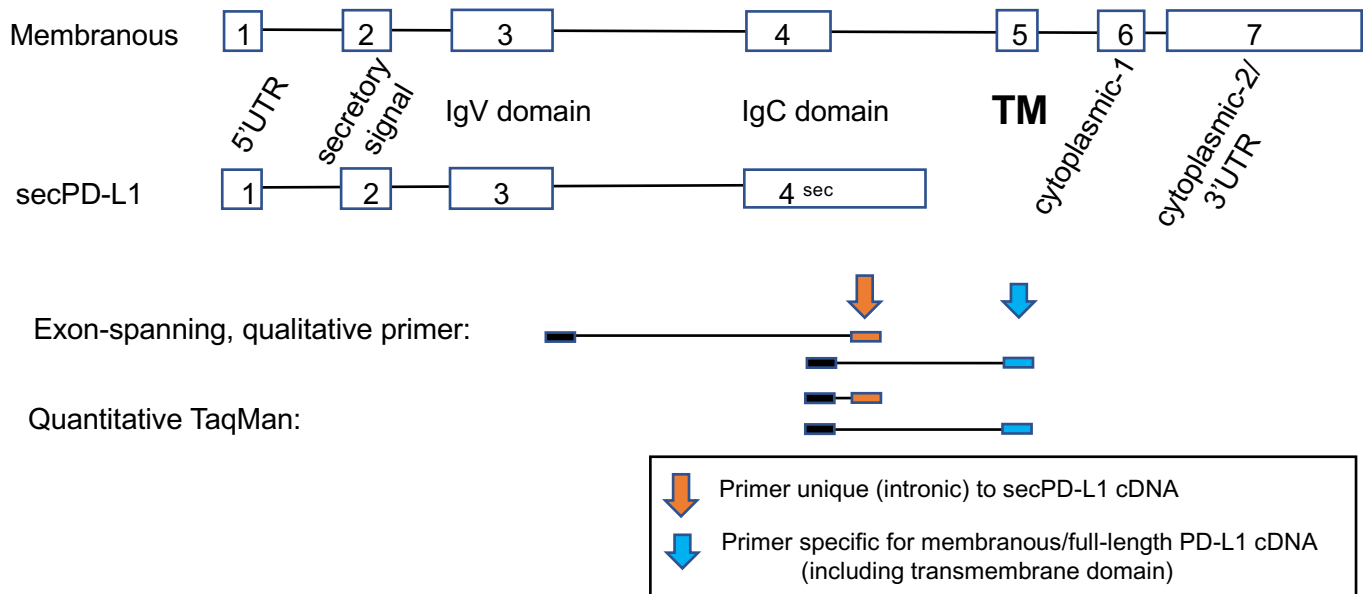 Membranous 1 2 3 4 5 6 7
5'UTR
secretory
signal
IgV domain
IgC domain
TM
cytoplasmic-1
cytoplasmic-2/
3'UTR
secPD-L1 1 2 3 4 sec
Exon-spanning, qualitative primer:
Quantitative TaqMan:
Primer unique (intronic) to secPD-L1 cDNA
Primer specific for membranous/full-length PD-L1 cDNA
(including transmembrane domain)